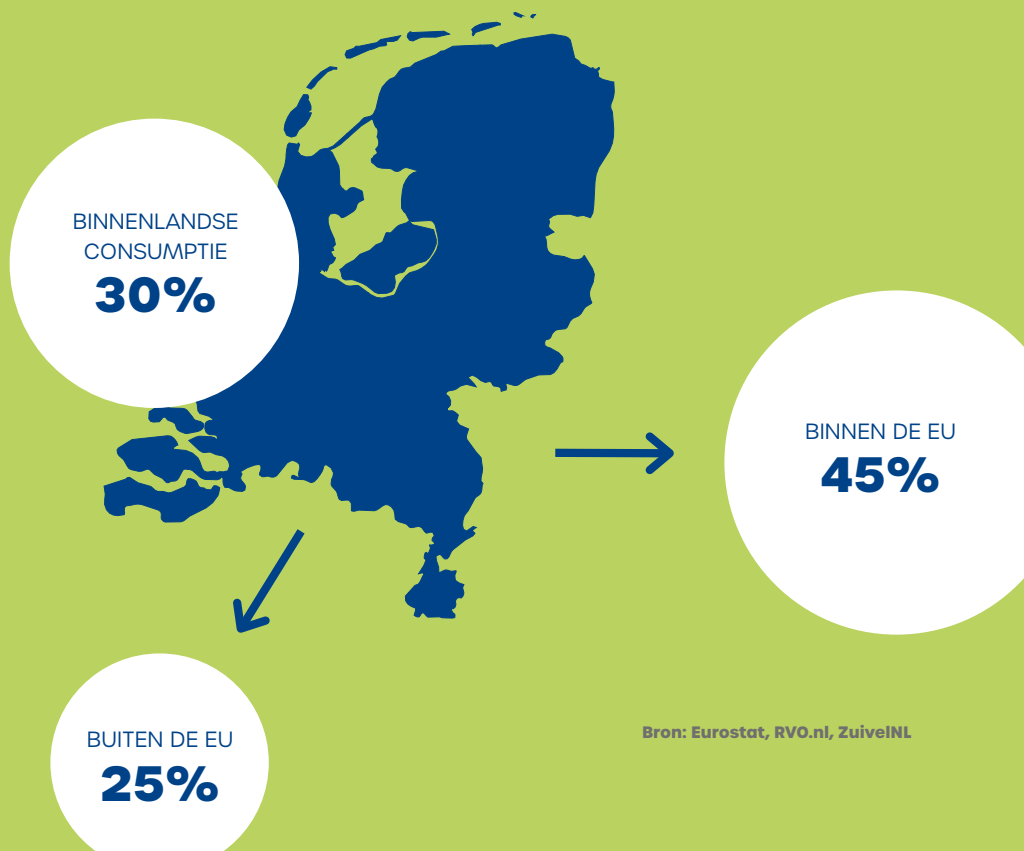 BINNENLANDSE
CONSUMPTIE
30%
BINNEN DE EU
45%
BUITEN DE EU
25%
Bron: Eurostat, RVO.nl, ZuivelNL